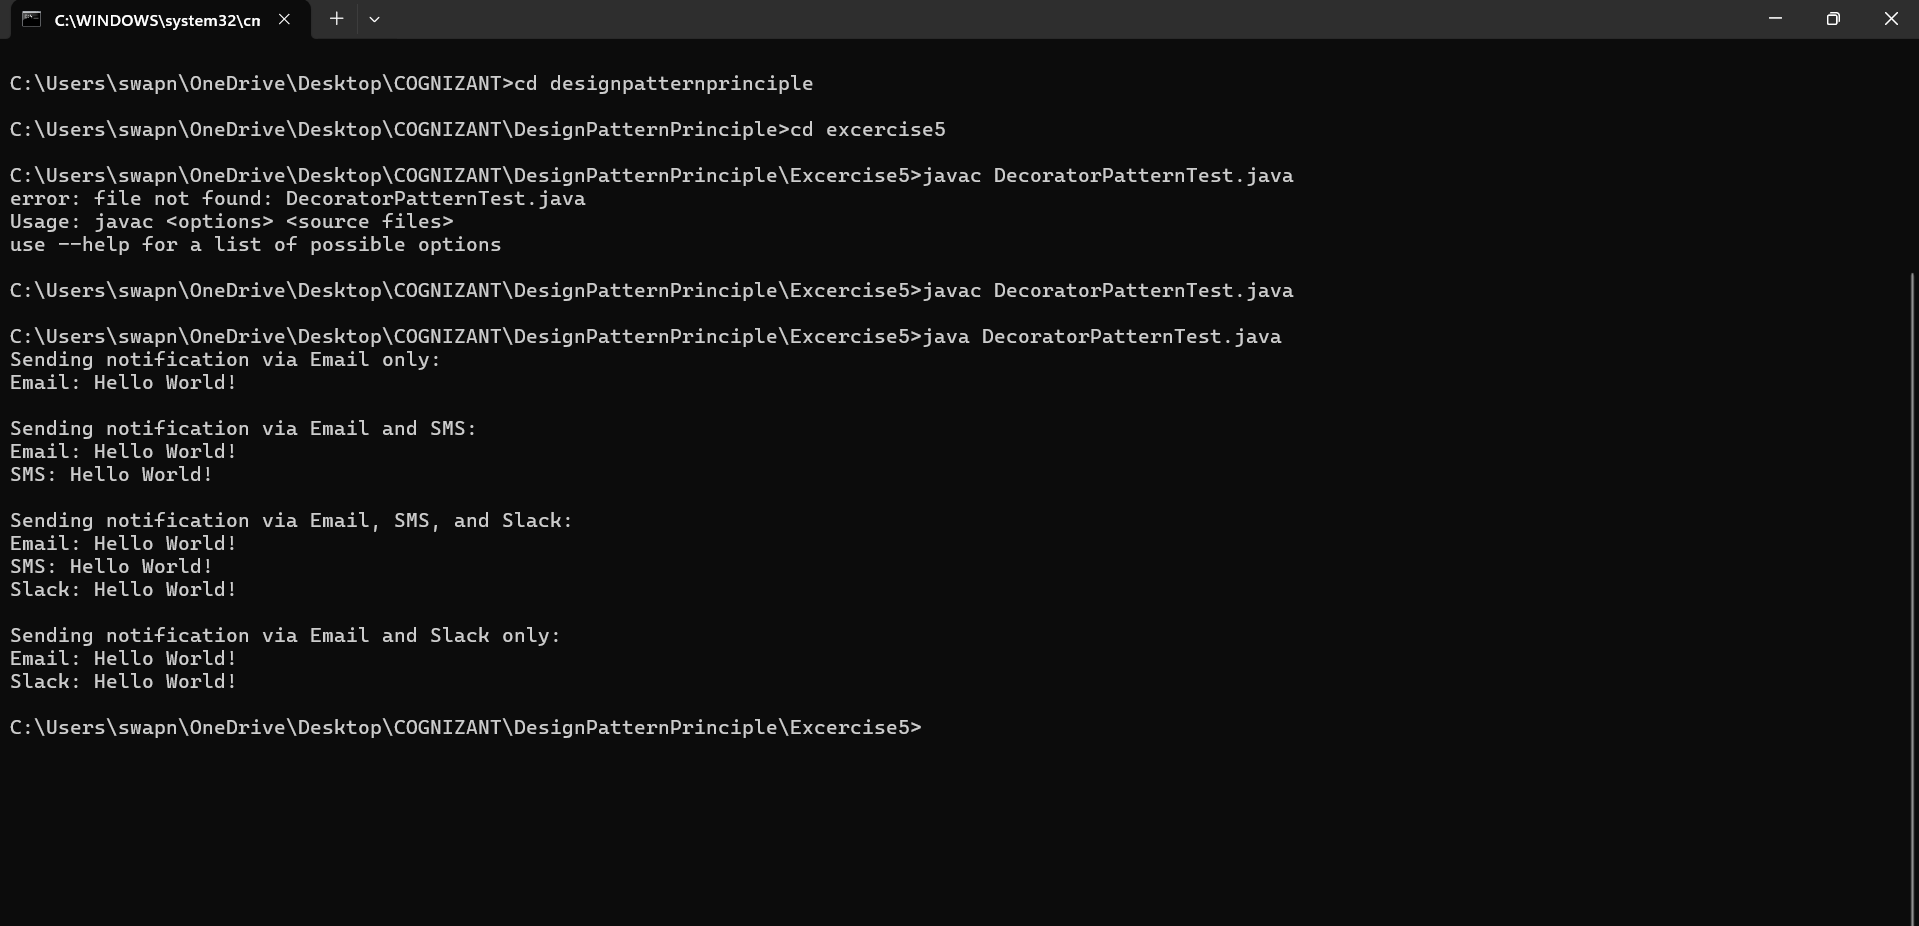 C:\WINDOWS\system32\cn
C:\Users\swapn\OneDrive\Desktop\COGNIZANT>cd designpatternprinciple
C:\Users\swapn\OneDrive\Desktop\COGNIZANT\DesignPatternPrinciple>cd excercise5
C:\Users\swapn\OneDrive\Desktop\COGNIZANT\DesignPatternPrinciple\Excercise5>javac DecoratorPatternTest.java
error: file not found: DecoratorPatternTest.java
Usage: javac <options> <source files>
use --help for a list of possible options
C:\Users\swapn\OneDrive\Desktop\COGNIZANT\DesignPatternPrinciple\Excercise5>javac DecoratorPatternTest.java
C:\Users\swapn\OneDrive\Desktop\COGNIZANT\DesignPatternPrinciple\Excercise5>java DecoratorPatternTest.java
Sending notification via Email only:
Email: Hello World!
Sending notification via Email and SMS:
Email: Hello World!
SMS: Hello World!
Sending notification via Email, SMS, and Slack:
Email: Hello World!
SMS: Hello World!
Slack: Hello World!
Sending notification via Email and Slack only:
Email: Hello World!
Slack: Hello World!
C:\Users\swapn\OneDrive\Desktop\COGNIZANT\DesignPatternPrinciple\Excercise5>